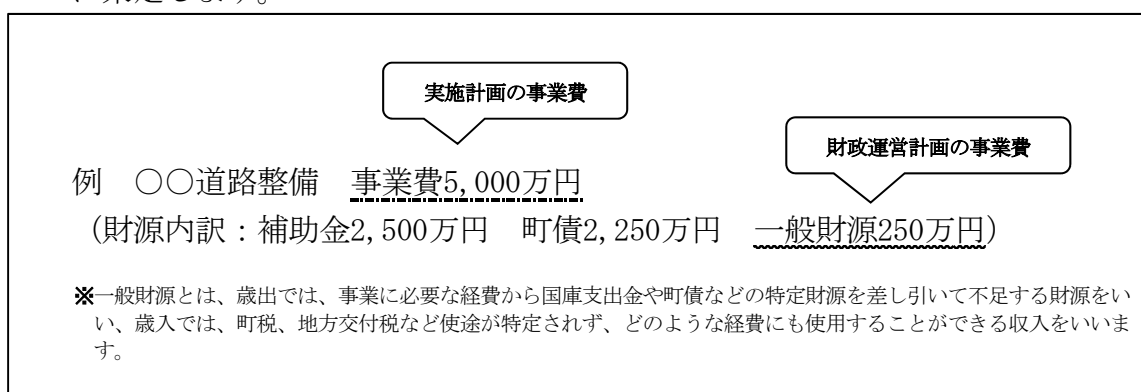 に策定します。
実施計画の事業費
財政運営計画の事業費
例　○○道路整備　事業費5,000万円
（財源内訳：補助金2,500万円　町債2,250万円　一般財源250万円）
※一般財源とは、歳出では、事業に必要な経費から国庫支出金や町債などの特定財源を差し引いて不足する財源をい
い、歳入では、町税、地方交付税など使途が特定されず、どのような経費にも使用することができる収入をいいま
す。